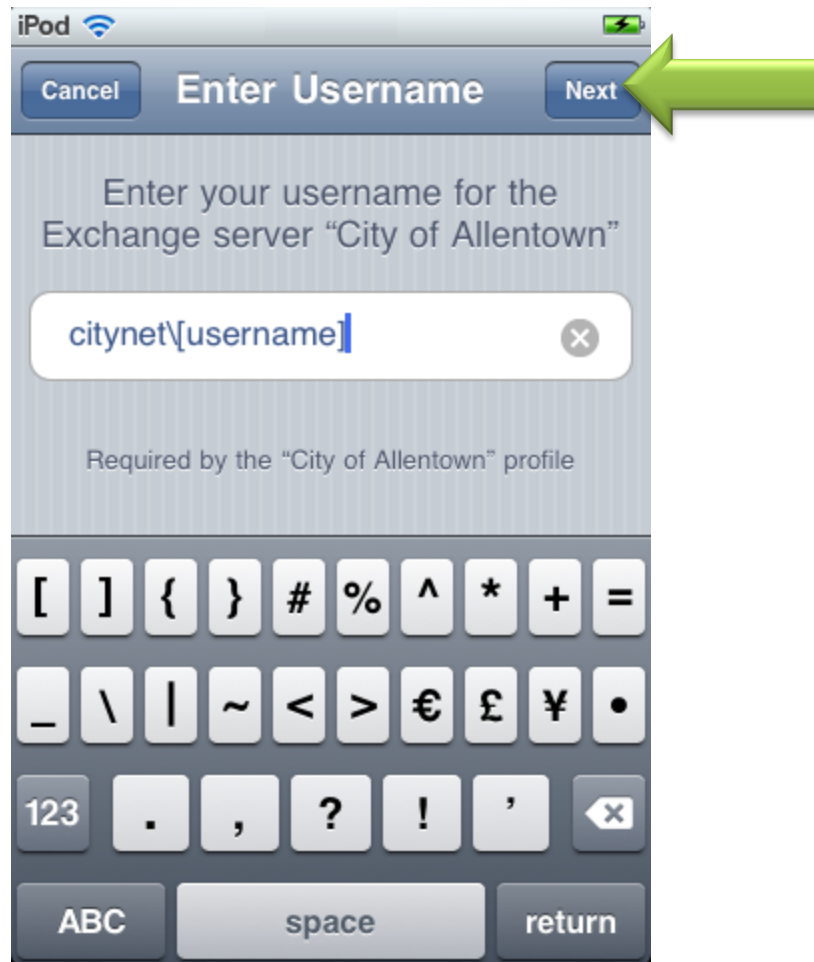 iPod
Cancel Enter Username Next
Enter your username for the
Exchange server “City of Allentown”
citynet\[username]
Required by the “City of Allentown” profile
[ ] { } # % ^ * + =
_ \ | ~ < > € £ ¥ •
123 . , ? ! ’
ABC space return